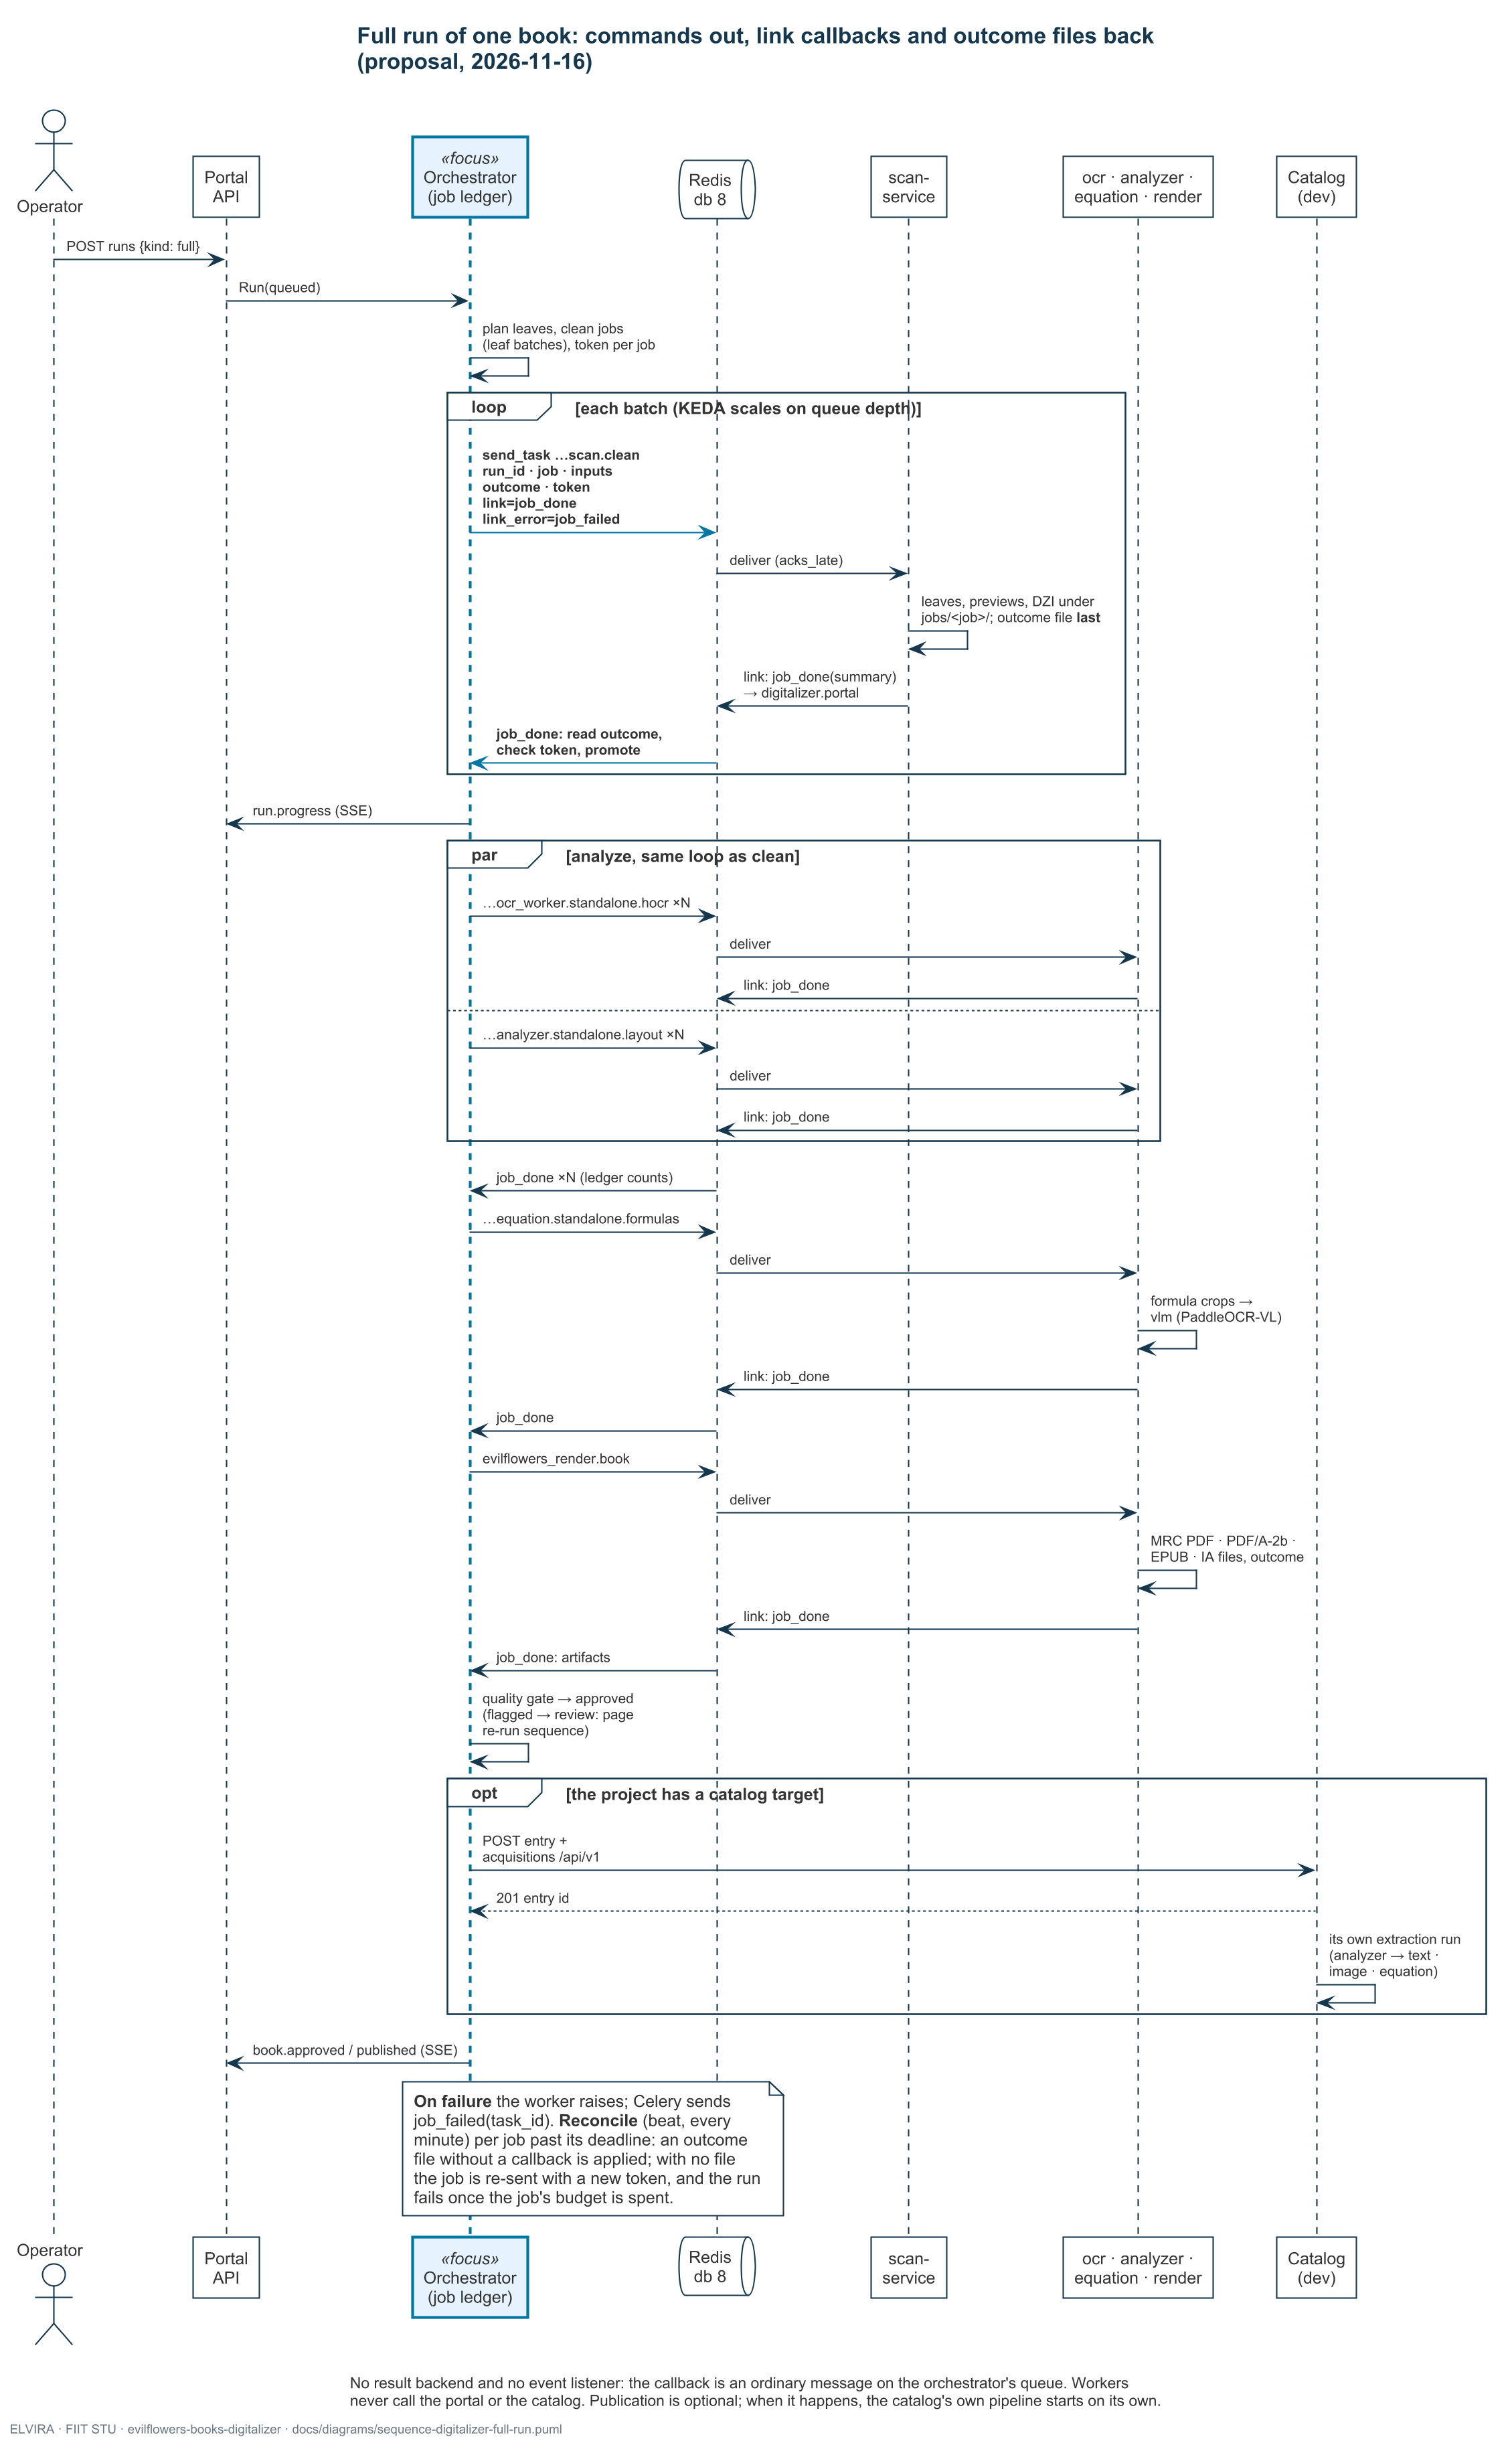 Full run of one book: commands out, link callbacks and outcome files back
(proposal, 2026-11-16)
Operator
Portal
API
«focus»
Orchestrator
(job ledger)
Redis
db 8
scan-
service
ocr · analyzer ·
equation · render
Catalog
(dev)
POST runs {kind: full}
Run(queued)
plan leaves, clean jobs
(leaf batches), token per job
loop
[each batch (KEDA scales on queue depth)]
send_task …scan.clean
run_id · job · inputs
outcome · token
link=job_done
link_error=job_failed
deliver (acks_late)
leaves, previews, DZI under
jobs/<job>/; outcome file last
link: job_done(summary)
→ digitalizer.portal
job_done: read outcome,
check token, promote
run.progress (SSE)
par
[analyze, same loop as clean]
…ocr_worker.standalone.hocr ×N
deliver
link: job_done
…analyzer.standalone.layout ×N
deliver
link: job_done
job_done ×N (ledger counts)
…equation.standalone.formulas
deliver
formula crops →
vlm (PaddleOCR-VL)
link: job_done
job_done
evilflowers_render.book
deliver
MRC PDF · PDF/A-2b ·
EPUB · IA files, outcome
link: job_done
job_done: artifacts
quality gate → approved
(flagged → review: page
re-run sequence)
opt
[the project has a catalog target]
POST entry +
acquisitions /api/v1
201 entry id
its own extraction run
(analyzer → text ·
image · equation)
book.approved / published (SSE)
On failure the worker raises; Celery sends
job_failed(task_id). Reconcile (beat, every
minute) per job past its deadline: an outcome
file without a callback is applied; with no file
the job is re-sent with a new token, and the run
fails once the job's budget is spent.
Operator
Portal
API
«focus»
Orchestrator
(job ledger)
Redis
db 8
scan-
service
ocr · analyzer ·
equation · render
Catalog
(dev)
No result backend and no event listener: the callback is an ordinary message on the orchestrator's queue. Workers
never call the portal or the catalog. Publication is optional; when it happens, the catalog's own pipeline starts on its own.
ELVIRA · FIIT STU · evilflowers-books-digitalizer · docs/diagrams/sequence-digitalizer-full-run.puml